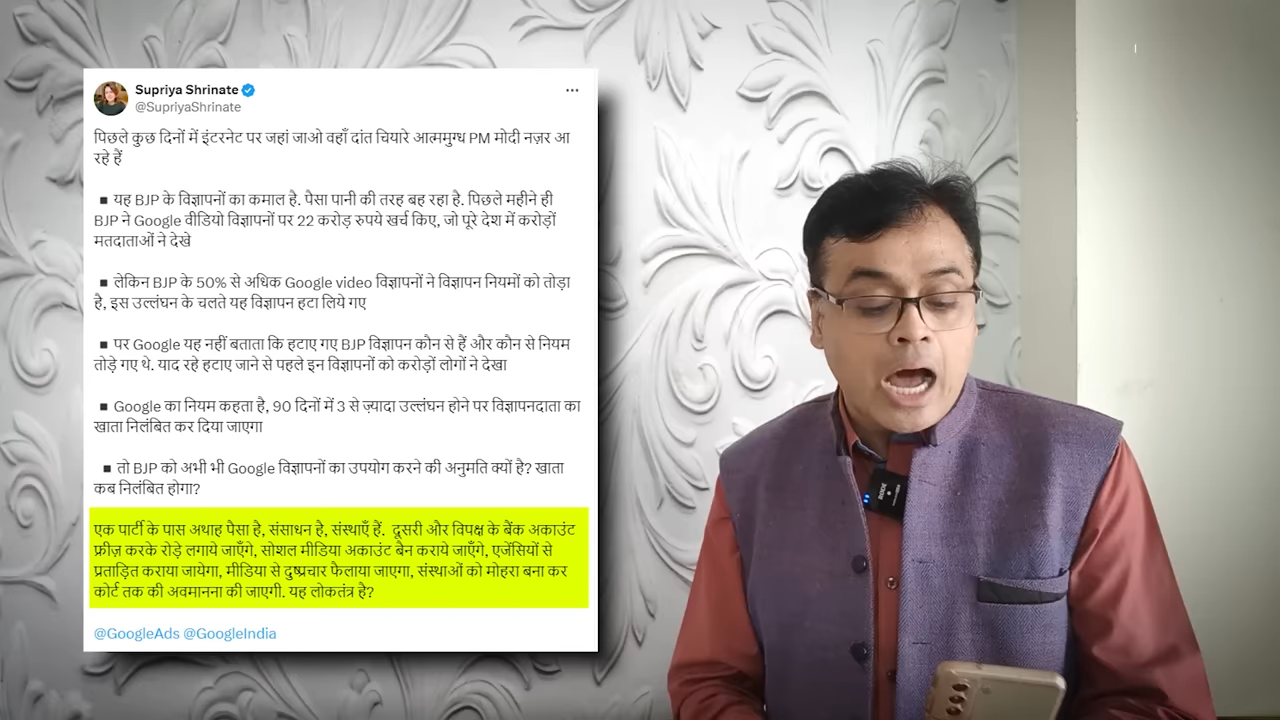 Supriya Shrinate
@SupriyaShrinate
पिछले कुछ दिनों में इंटरनेट पर जहां जाओ वहाँ दांत चियारे आत्ममुग्ध PM मोदी नज़र आ
रहे हैं
▪ यह BJP के विज्ञापनों का कमाल है. पैसा पानी की तरह बह रहा है. पिछले महीने ही
BJP ने Google वीडियो विज्ञापनों पर 22 करोड़ रुपये खर्च किए, जो पूरे देश में करोड़ों
मतदाताओं ने देखे
▪ लेकिन BJP के 50% से अधिक Google video विज्ञापनों ने विज्ञापन नियमों को तोड़ा
है, इस उल्लंघन के चलते यह विज्ञापन हटा लिये गए
▪ पर Google यह नहीं बताता कि हटाए गए BJP विज्ञापन कौन से हैं और कौन से नियम
तोड़े गए थे. याद रहे हटाए जाने से पहले इन विज्ञापनों को करोड़ों लोगों ने देखा
▪ Google का नियम कहता है, 90 दिनों में 3 से ज़्यादा उल्लंघन होने पर विज्ञापनदाता का
खाता निलंबित कर दिया जाएगा
▪ तो BJP को अभी भी Google विज्ञापनों का उपयोग करने की अनुमति क्यों है? खाता
कब निलंबित होगा?
एक पार्टी के पास अथाह पैसा है, संसाधन है, संस्थाएँ हैं. दूसरी और विपक्ष के बैंक अकाउंट
फ्रीज़ करके रोड़े लगाये जाएँगे, सोशल मीडिया अकाउंट बैन कराये जाएँगे, एजेंसियों से
प्रताड़ित कराया जायेगा, मीडिया से दुष्प्रचार फैलाया जाएगा, संस्थाओं को मोहरा बना कर
कोर्ट तक की अवमानना की जाएगी. यह लोकतंत्र है?
@GoogleAds @GoogleIndia